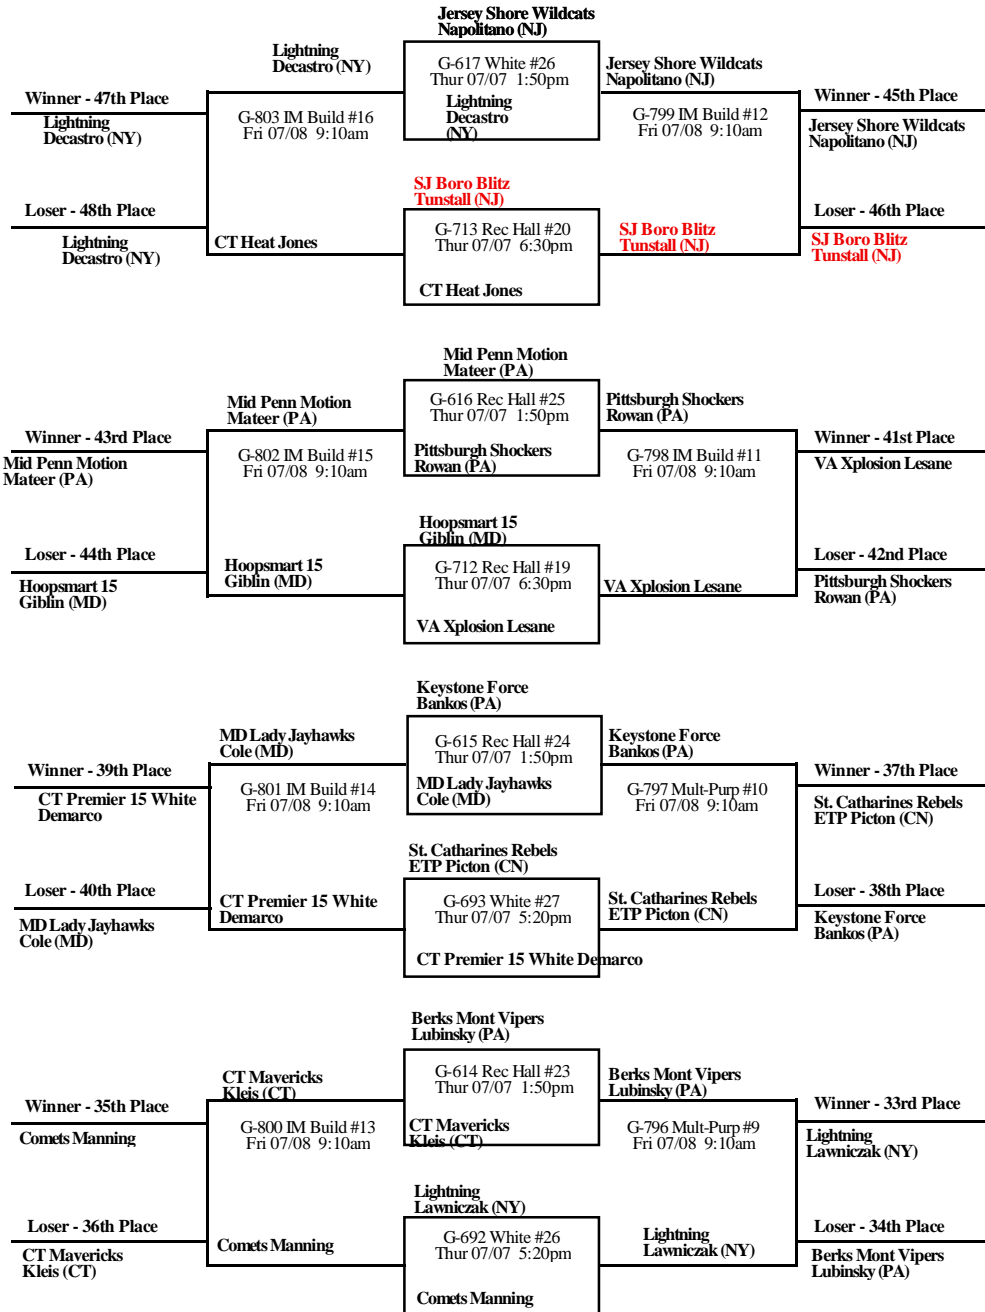 Jersey Shore Wildcats
Napolitano (NJ)
Lightning
Decastro (NY)
G-617 White #26
Thur 07/07 1:50pm
Jersey Shore Wildcats
Napolitano (NJ)
Winner - 47th Place
Lightning
Decastro (NY)
G-803 IM Build #16
Fri 07/08 9:10am
Lightning
Decastro
(NY)
G-799 IM Build #12
Fri 07/08 9:10am
Winner - 45th Place
Jersey Shore Wildcats
Napolitano (NJ)
SJ Boro Blitz
Tunstall (NJ)
Loser - 48th Place
Lightning
Decastro (NY)
CT Heat Jones
G-713 Rec Hall #20
Thur 07/07 6:30pm
SJ Boro Blitz
Tunstall (NJ)
Loser - 46th Place
SJ Boro Blitz
Tunstall (NJ)
CT Heat Jones
Mid Penn Motion
Mateer (PA)
Mid Penn Motion
Mateer (PA)
G-616 Rec Hall #25
Thur 07/07 1:50pm
Pittsburgh Shockers
Rowan (PA)
Winner - 43rd Place
Mid Penn Motion
Mateer (PA)
G-802 IM Build #15
Fri 07/08 9:10am
Pittsburgh Shockers
Rowan (PA)
G-798 IM Build #11
Fri 07/08 9:10am
Winner - 41st Place
VA Xplosion Lesane
Hoopsmart 15
Giblin (MD)
Loser - 44th Place
Hoopsmart 15
Giblin (MD)
Hoopsmart 15
Giblin (MD)
G-712 Rec Hall #19
Thur 07/07 6:30pm
VA Xplosion Lesane
Loser - 42nd Place
Pittsburgh Shockers
Rowan (PA)
VA Xplosion Lesane
Keystone Force
Bankos (PA)
MD Lady Jayhawks
Cole (MD)
G-615 Rec Hall #24
Thur 07/07 1:50pm
Keystone Force
Bankos (PA)
Winner - 39th Place
CT Premier 15 White
Demarco
G-801 IM Build #14
Fri 07/08 9:10am
MD Lady Jayhawks
Cole (MD)
G-797 Mult-Purp #10
Fri 07/08 9:10am
Winner - 37th Place
St. Catharines Rebels
ETP Picton (CN)
St. Catharines Rebels
ETP Picton (CN)
Loser - 40th Place
MD Lady Jayhawks
Cole (MD)
CT Premier 15 White
Demarco
G-693 White #27
Thur 07/07 5:20pm
St. Catharines Rebels
ETP Picton (CN)
Loser - 38th Place
Keystone Force
Bankos (PA)
CT Premier 15 White Demarco
Berks Mont Vipers
Lubinsky (PA)
CT Mavericks
Kleis (CT)
G-614 Rec Hall #23
Thur 07/07 1:50pm
Berks Mont Vipers
Lubinsky (PA)
Winner - 35th Place
Comets Manning
G-800 IM Build #13
Fri 07/08 9:10am
CT Mavericks
Kleis (CT)
G-796 Mult-Purp #9
Fri 07/08 9:10am
Winner - 33rd Place
Lightning
Lawniczak (NY)
Lightning
Lawniczak (NY)
Loser - 36th Place
CT Mavericks
Kleis (CT)
Comets Manning
G-692 White #26
Thur 07/07 5:20pm
Lightning
Lawniczak (NY)
Loser - 34th Place
Berks Mont Vipers
Lubinsky (PA)
Comets Manning